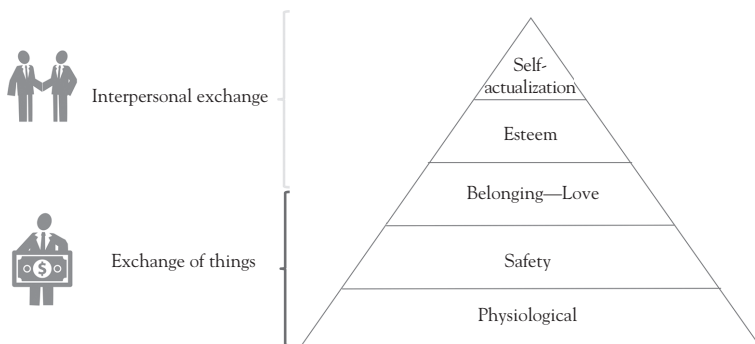 Self-
actualization
Interpersonal exchange
Esteem
Belonging—Love
Exchange of things
$
Safety
Physiological